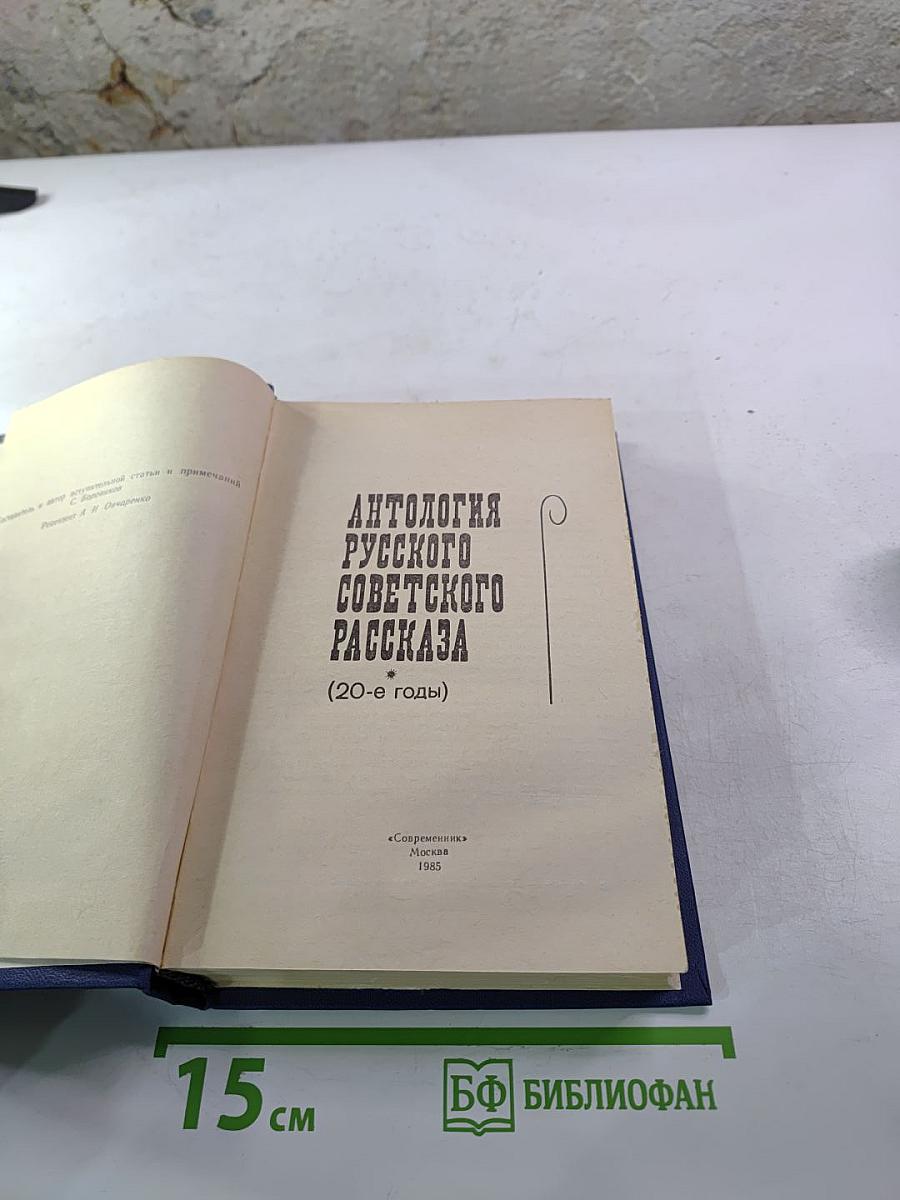 Составитель и автор вступительной статьи и примечаний
С. Боровиков
Рецензент А. И. Овчаренко
АНТОЛОГИЯ
РУССКОГО
СОВЕТСКОГО
РАССКАЗА
(20-е годы)
«Современник»
Москва
1985
15 см
БФ БИБЛИОФАН